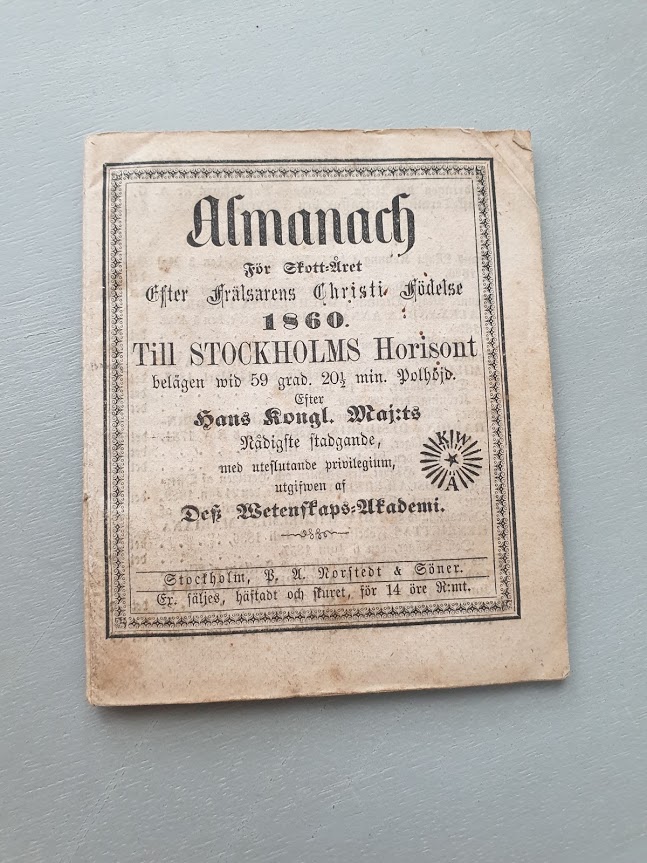 Almanach
För Skott-Året
Efter Frälsarens Christi Födelse
1860.
Till STOCKHOLMS Horisont
belägen wid 59 grad. 20½ min. Polhöjd.
Efter
Hans Kongl. Maj:ts
Nådigste stadgande,
med uteslutande privilegium,
utgifwen af
Deß Wetenskaps-Akademi.
K W
A
Stockholm, P. A. Norstedt & Söner.
Ex. säljes, häftadt och skuret, för 14 öre R:mt.